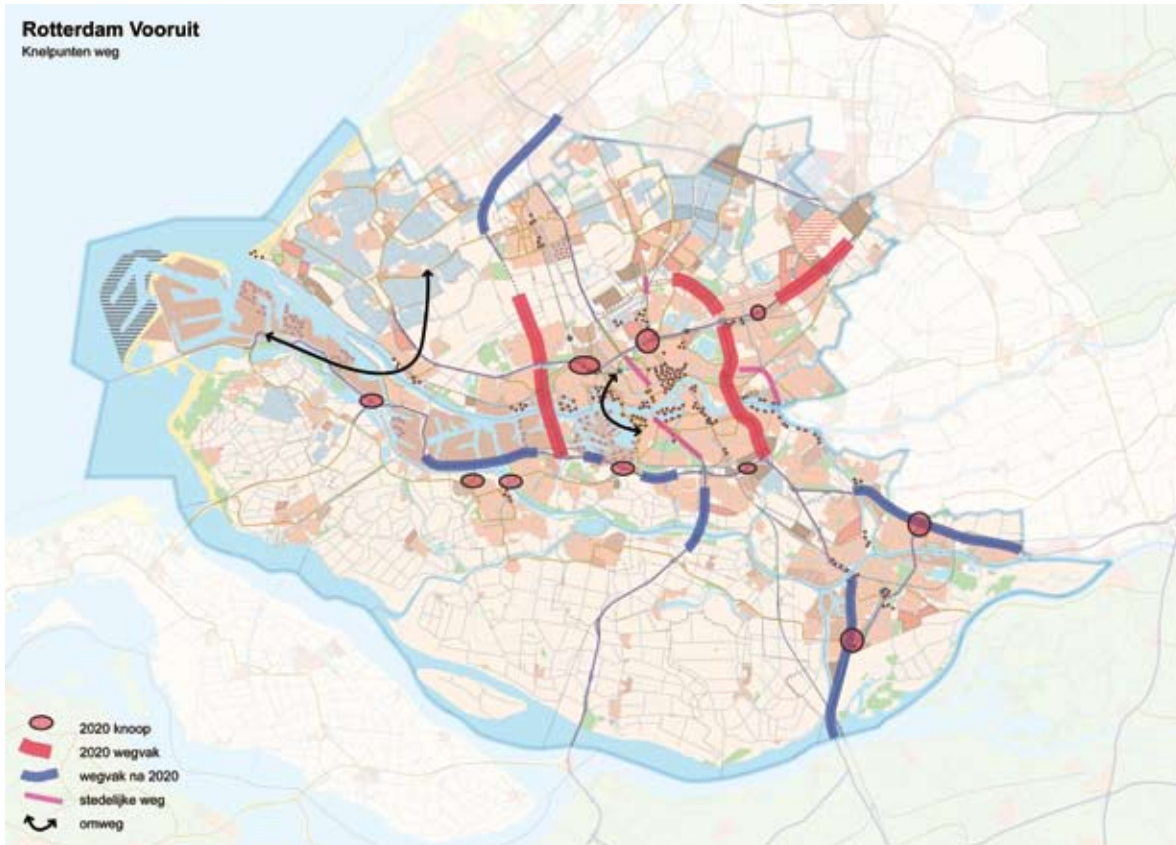 Rotterdam Vooruit
Knelpunten weg
2020 knoop
2020 wegvak
wegvak na 2020
stedelijke weg
omweg